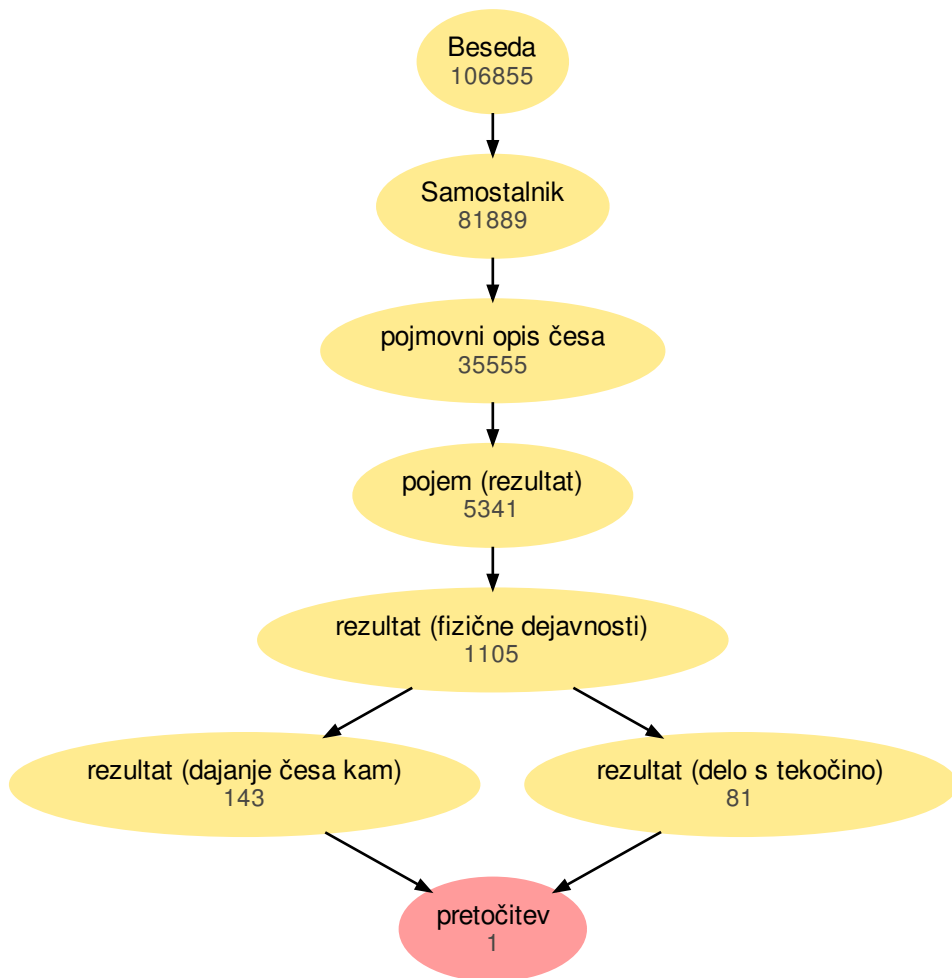 Beseda
106855
Samostalnik
81889
pojmovni opis česa
35555
pojem (rezultat)
5341
rezultat (fizične dejavnosti)
1105
rezultat (dajanje česa kam)
143
rezultat (delo s tekočino)
81
pretočitev
1